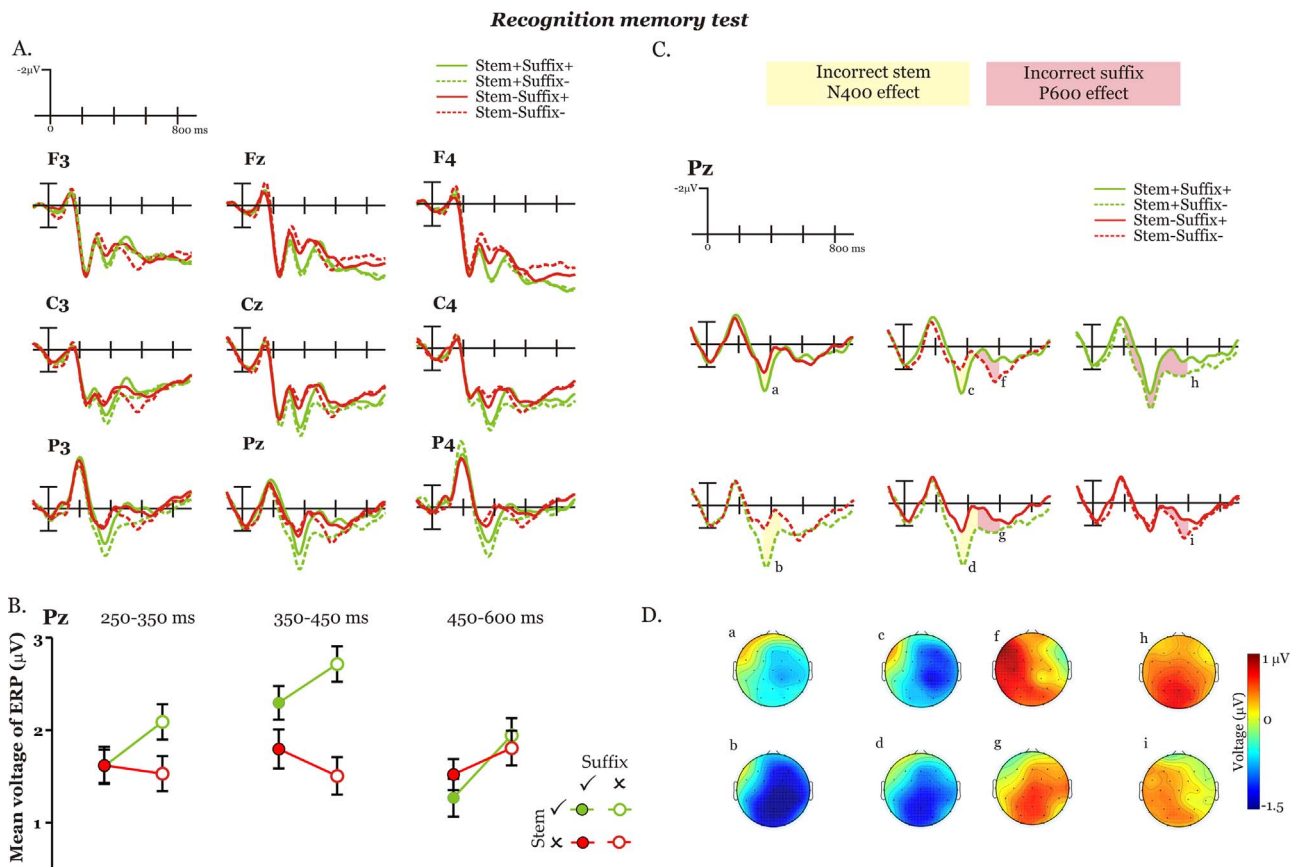 Recognition memory test
A.
-2µV
0
800 ms
Stem+Suffix+
Stem+Suffix-
Stem-Suffix+
Stem-Suffix-
F3
Fz
F4
C3
Cz
C4
P3
Pz
P4
B.
Pz
250-350 ms
350-450 ms
450-600 ms
Mean voltage of ERP (µV)
3
2
1
Suffix
✓ x
Stem
✓
x
C.
Incorrect stem
N400 effect
Incorrect suffix
P600 effect
Pz
-2µV
0
800 ms
Stem+Suffix+
Stem+Suffix-
Stem-Suffix+
Stem-Suffix-
a
c
f
h
b
d
g
i
D.
a
c
f
h
b
d
g
i
1 µV
0
-1.5
Voltage (µV)